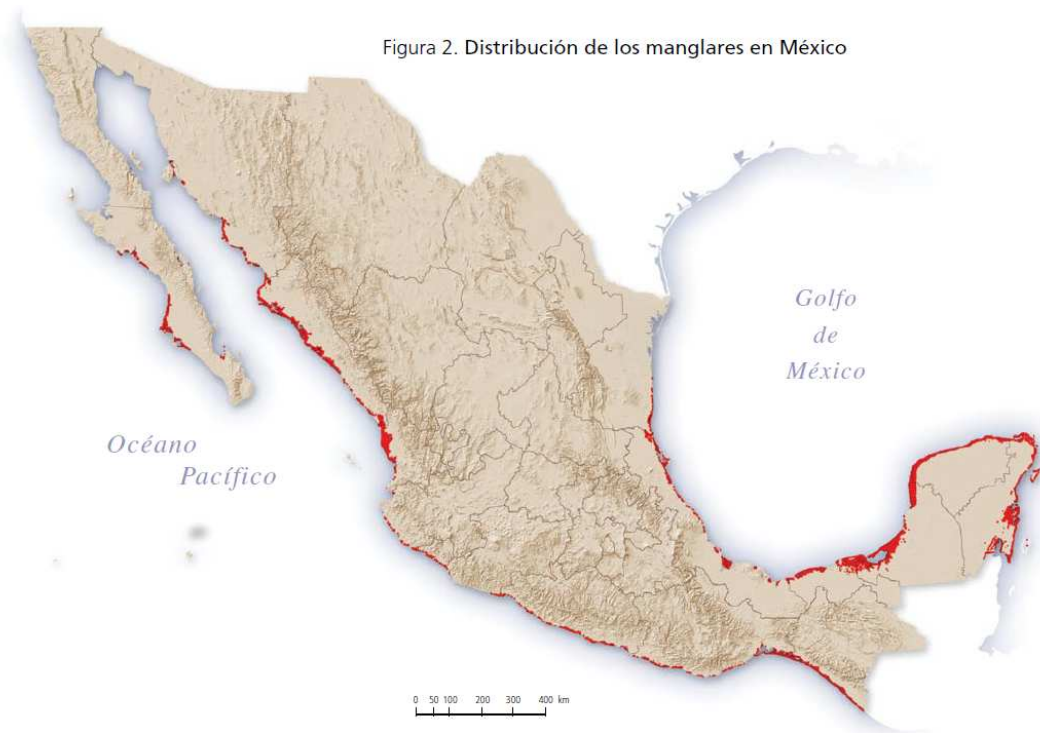 Figura 2. Distribución de los manglares en México
Golfo
de
México
Océano
Pacífico
0 50 100 200 300 400 km